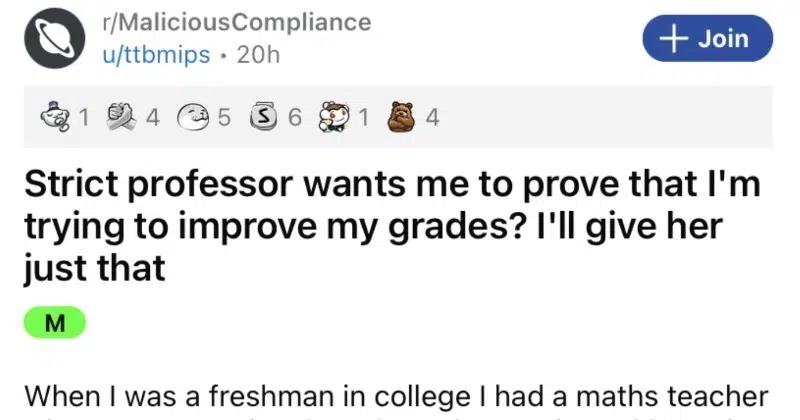 r/MaliciousCompliance
u/ttbmips • 20h
+ Join
1 4 5 S 6 1 4
Strict professor wants me to prove that I'm
trying to improve my grades? I'll give her
just that
M
When I was a freshman in college I had a maths teacher